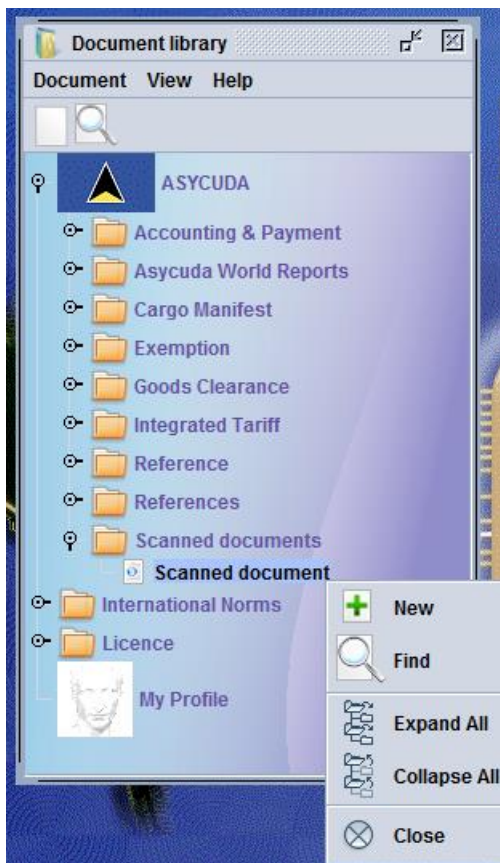 Document library
Document View Help
ASYCUDA
Accounting & Payment
Asycuda World Reports
Cargo Manifest
Exemption
Goods Clearance
Integrated Tariff
Reference
References
Scanned documents
Scanned document
International Norms
Licence
My Profile
New
Find
Expand All
Collapse All
Close